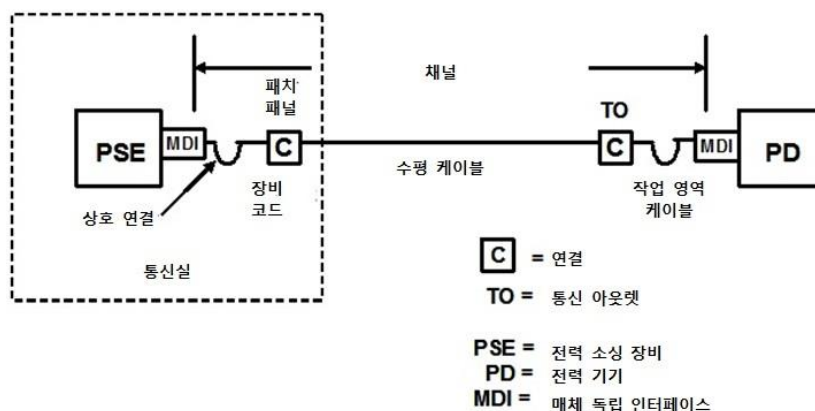 채널
패치
패널
TO
PSE
MDI
C
C
MDI
PD
수평 케이블
장비
코드
작업 영역
케이블
상호 연결
통신실
C = 연결
TO = 통신 아웃렛
PSE = 전력 소싱 장비
PD = 전력 기기
MDI = 매체 독립 인터페이스